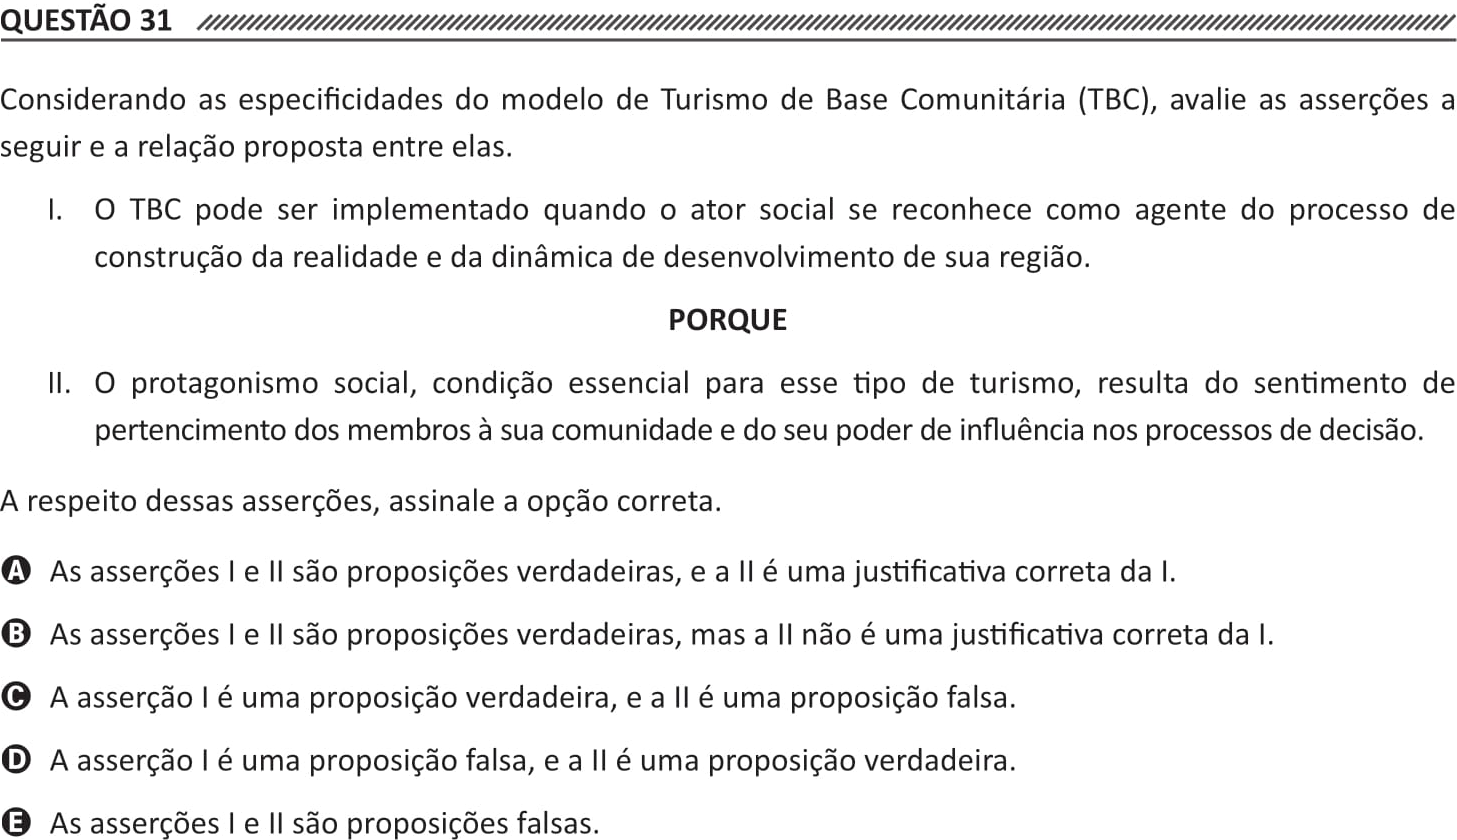 QUESTÃO 31
Considerando as especificidades do modelo de Turismo de Base Comunitária (TBC), avalie as asserções a
seguir e a relação proposta entre elas.
I. O TBC pode ser implementado quando o ator social se reconhece como agente do processo de
construção da realidade e da dinâmica de desenvolvimento de sua região.
PORQUE
II. O protagonismo social, condição essencial para esse tipo de turismo, resulta do sentimento de
pertencimento dos membros à sua comunidade e do seu poder de influência nos processos de decisão.
A respeito dessas asserções, assinale a opção correta.
A As asserções I e II são proposições verdadeiras, e a II é uma justificativa correta da I.
B As asserções I e II são proposições verdadeiras, mas a II não é uma justificativa correta da I.
C A asserção I é uma proposição verdadeira, e a II é uma proposição falsa.
D A asserção I é uma proposição falsa, e a II é uma proposição verdadeira.
E As asserções I e II são proposições falsas.